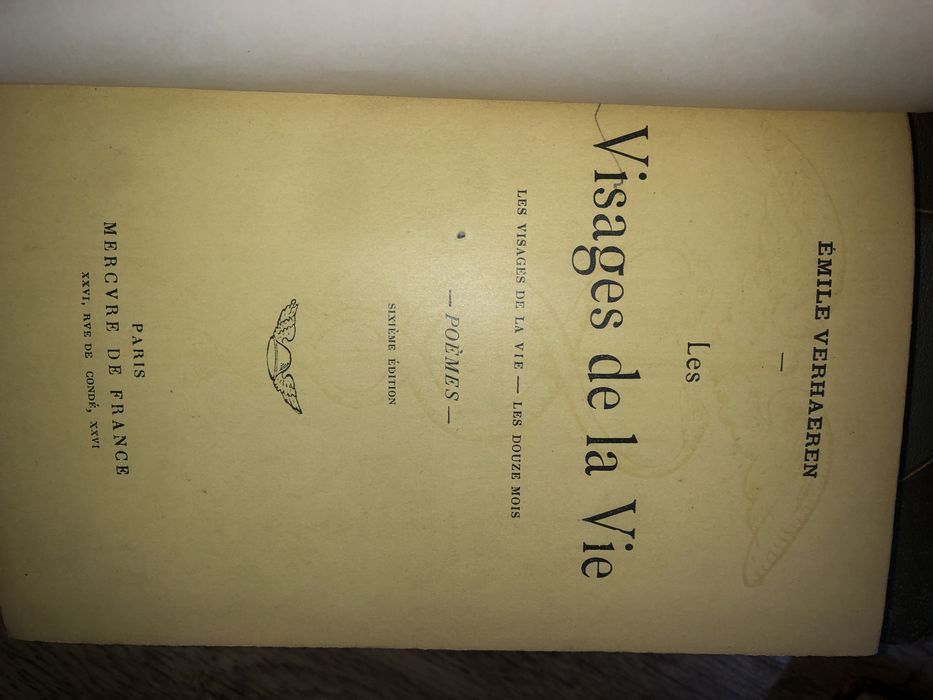 ÉMILE VERHAEREN
—
Les
Visages de la Vie
LES VISAGES DE LA VIE — LES DOUZE MOIS
— POÈMES —
SIXIÈME ÉDITION
PARIS
MERCVRE DE FRANCE
XXVI, RVE DE CONDÉ, XXVI